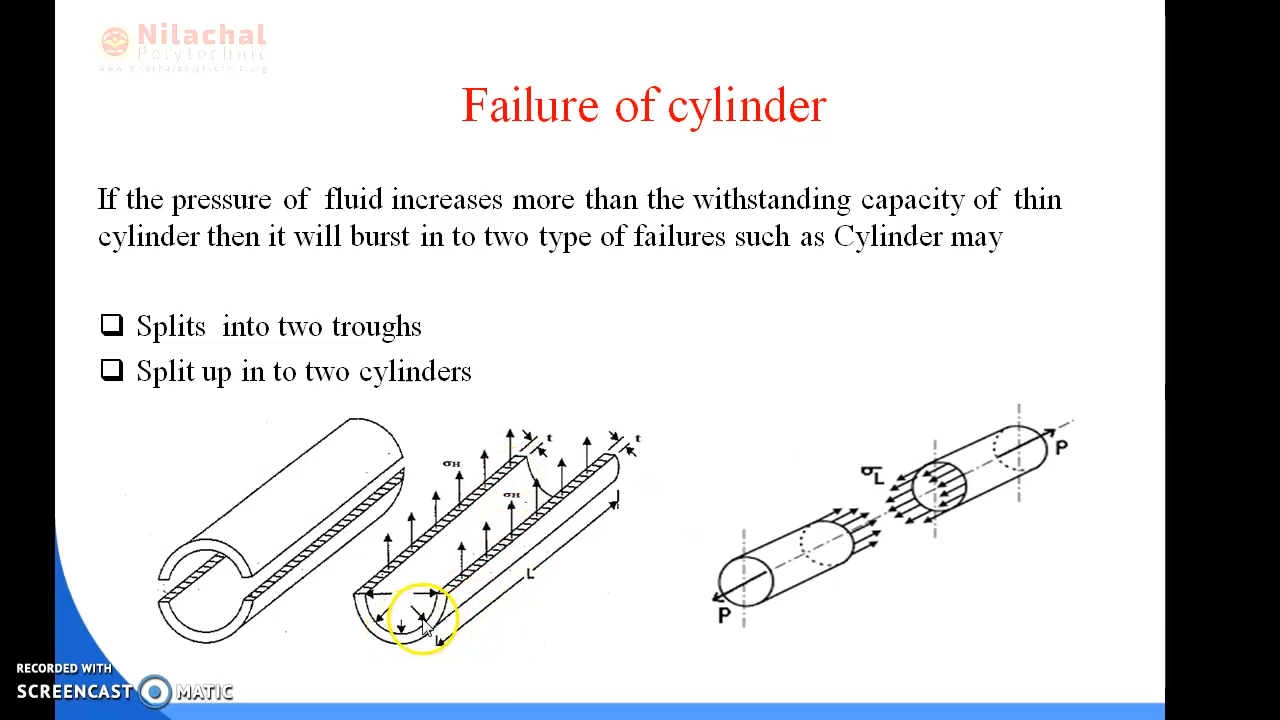 Nilachal
Polytechnic
Failure of cylinder
If the pressure of fluid increases more than the withstanding capacity of thin
cylinder then it will burst in to two type of failures such as Cylinder may
Splits into two troughs
Split up in to two cylinders
t
t
σH
σH
L
σL
P
P
RECORDED WITH
SCREENCAST MATIC